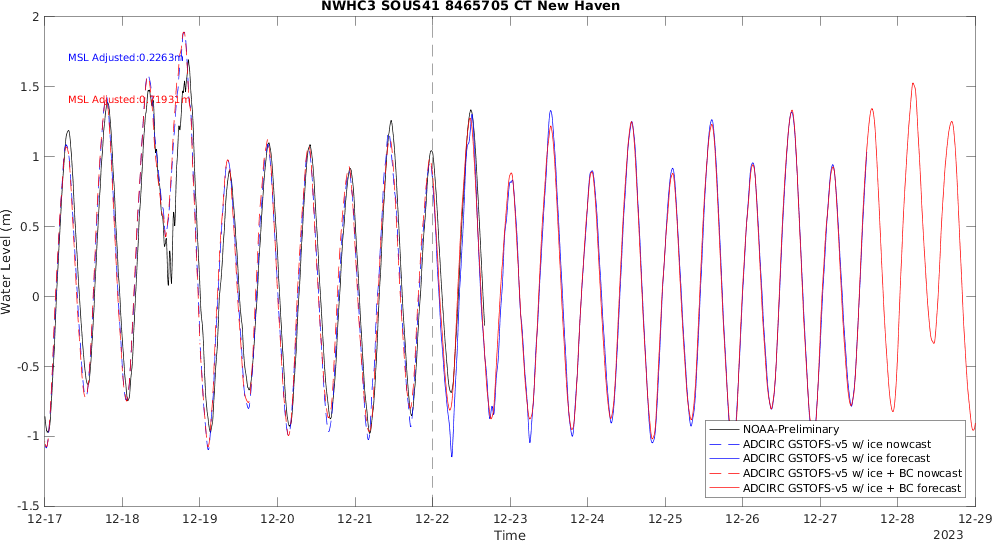 NWHC3 SOUS41 8465705 CT New Haven
2
1.5
1
0.5
0
-0.5
-1
-1.5
Water Level (m)
MSL Adjusted:0.2263m
MSL Adjusted:0.71931m
NOAA-Preliminary
ADCIRC GSTOFS-v5 w/ ice nowcast
ADCIRC GSTOFS-v5 w/ ice forecast
ADCIRC GSTOFS-v5 w/ ice + BC nowcast
ADCIRC GSTOFS-v5 w/ ice + BC forecast
12-17 12-18 12-19 12-20 12-21 12-22 12-23 12-24 12-25 12-26 12-27 12-28 12-29
Time
2023